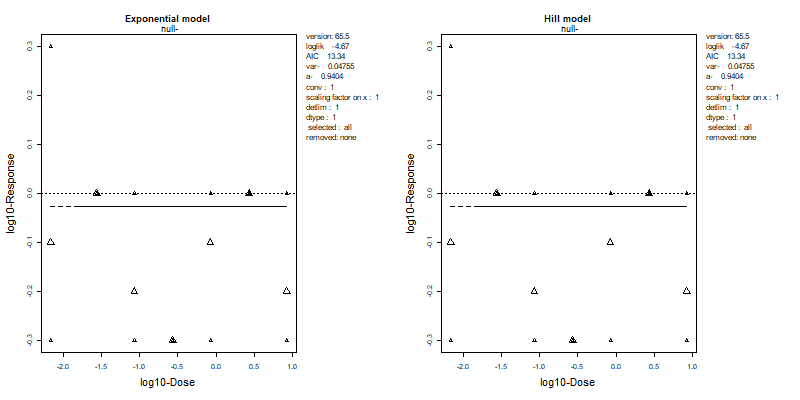 Exponential model
null-
version: 65.5
loglik -4.67
AIC 13.34
var- 0.04755
a- 0.9404
conv : 1
scaling factor on x : 1
detlim : 1
dtype : 1
selected : all
removed: none
log10-Response
0.3
0.2
0.1
0.0
-0.1
-0.2
-0.3
-2.0 -1.5 -1.0 -0.5 0.0 0.5 1.0
log10-Dose
Hill model
null-
version: 65.5
loglik -4.67
AIC 13.34
var- 0.04755
a- 0.9404
conv : 1
scaling factor on x : 1
detlim : 1
dtype : 1
selected : all
removed: none
log10-Response
0.3
0.2
0.1
0.0
-0.1
-0.2
-0.3
-2.0 -1.5 -1.0 -0.5 0.0 0.5 1.0
log10-Dose